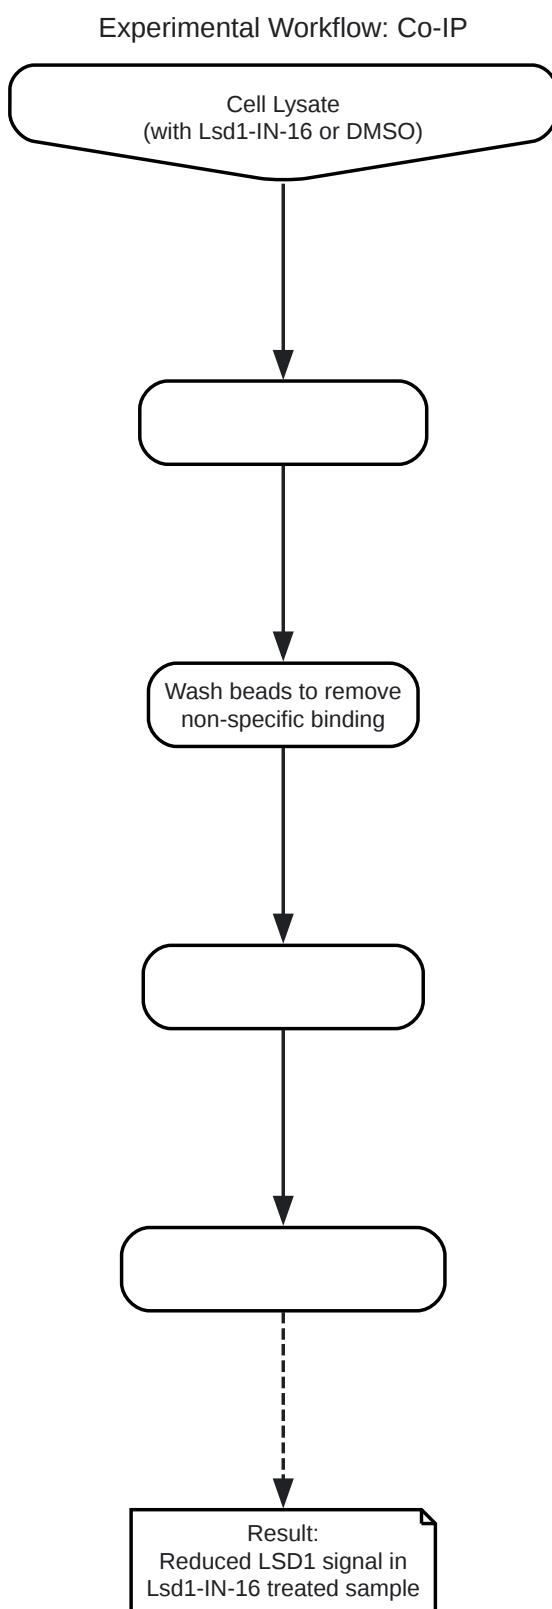 Experimental Workflow: Co-IP
Cell Lysate
(with Lsd1-IN-16 or DMSO)
Wash beads to remove
non-specific binding
Result:
Reduced LSD1 signal in
Lsd1-IN-16 treated sample